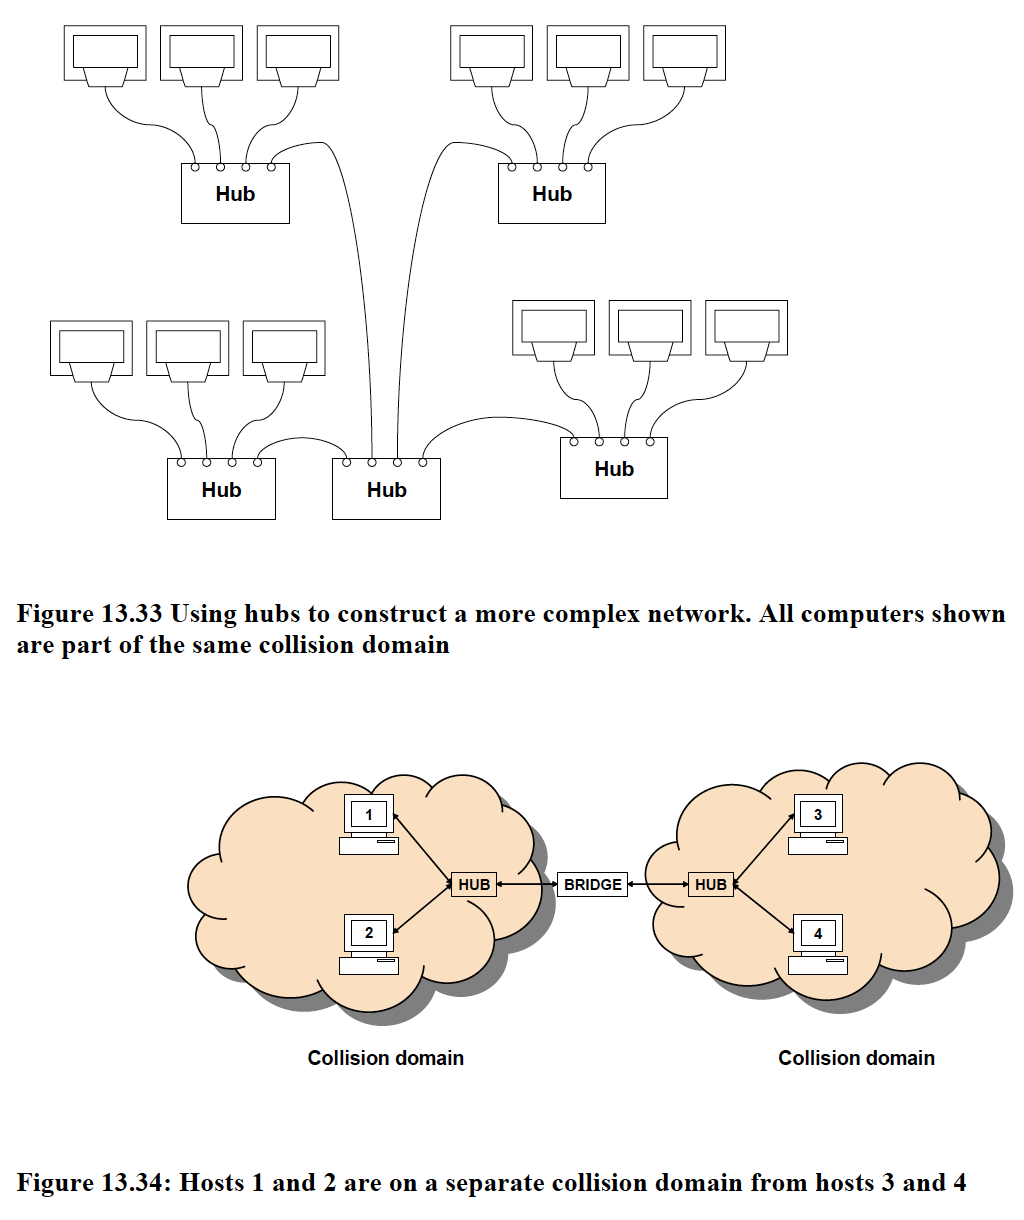 Hub
Hub
Hub
Hub
Hub
Figure 13.33 Using hubs to construct a more complex network. All computers shown
are part of the same collision domain
1
3
HUB
BRIDGE
HUB
2
4
Collision domain
Collision domain
Figure 13.34: Hosts 1 and 2 are on a separate collision domain from hosts 3 and 4